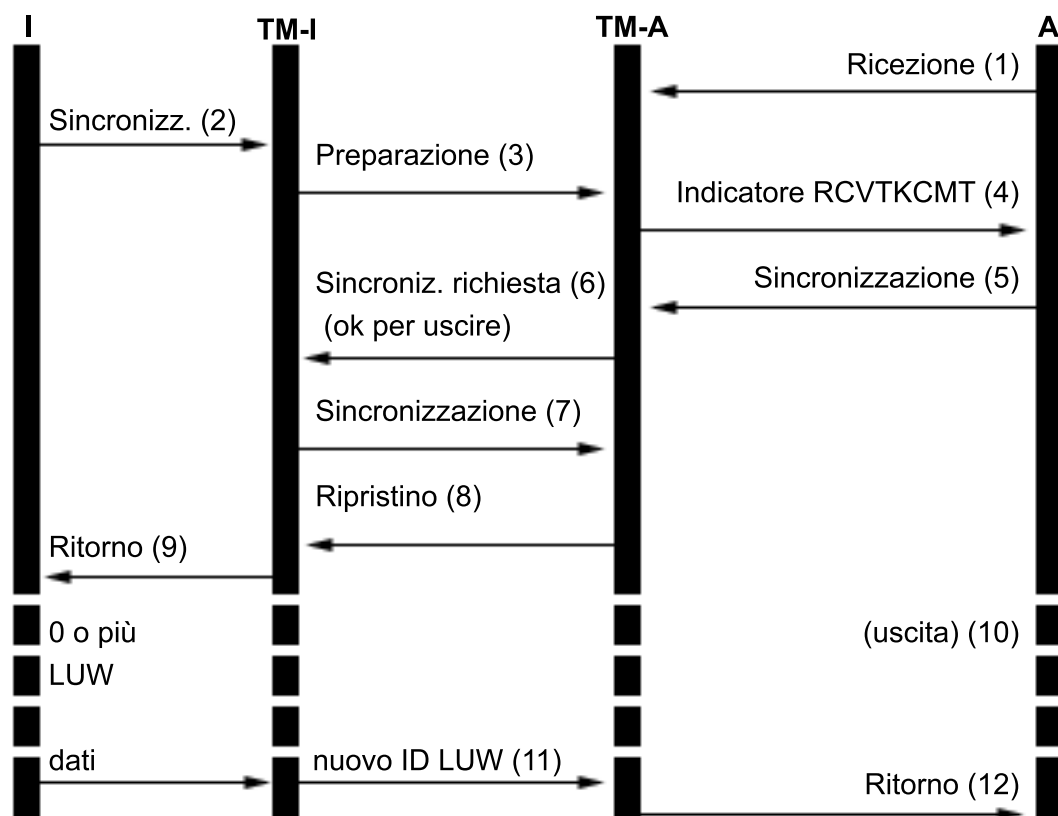 I TM-I TM-A A
Ricezione (1)
Sincronizz. (2)
Preparazione (3)
Indicatore RCVTKCMT (4)
Sincronizzazione (5)
Sincroniz. richiesta (6)
(ok per uscire)
Sincronizzazione (7)
Ripristino (8)
Ritorno (9)
0 o più
LUW
(uscita) (10)
dati
nuovo ID LUW (11)
Ritorno (12)